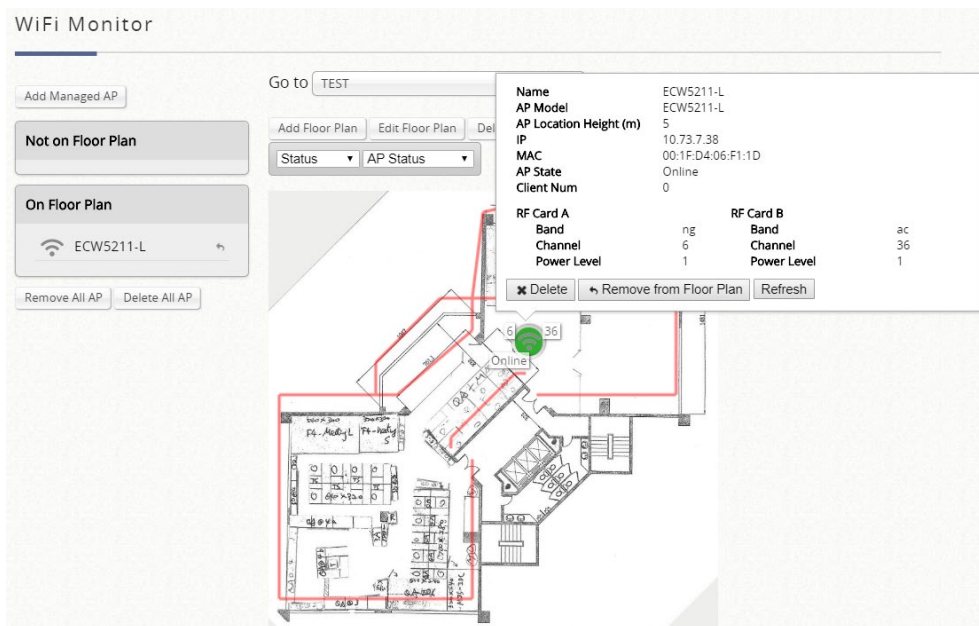 WiFi Monitor
Add Managed AP
Not on Floor Plan
On Floor Plan
ECW5211-L
Remove All AP Delete All AP
Go to TEST
Add Floor Plan Edit Floor Plan Del
Status AP Status
Name ECW5211-L
AP Model ECW5211-L
AP Location Height (m) 5
IP 10.73.7.38
MAC 00:1F:D4:06:F1:1D
AP State Online
Client Num 0
RF Card A RF Card B
Band ng Band ac
Channel 6 Channel 36
Power Level 1 Power Level 1
Delete Remove from Floor Plan Refresh
6 36
Online
QA+M
F4-Meeting L